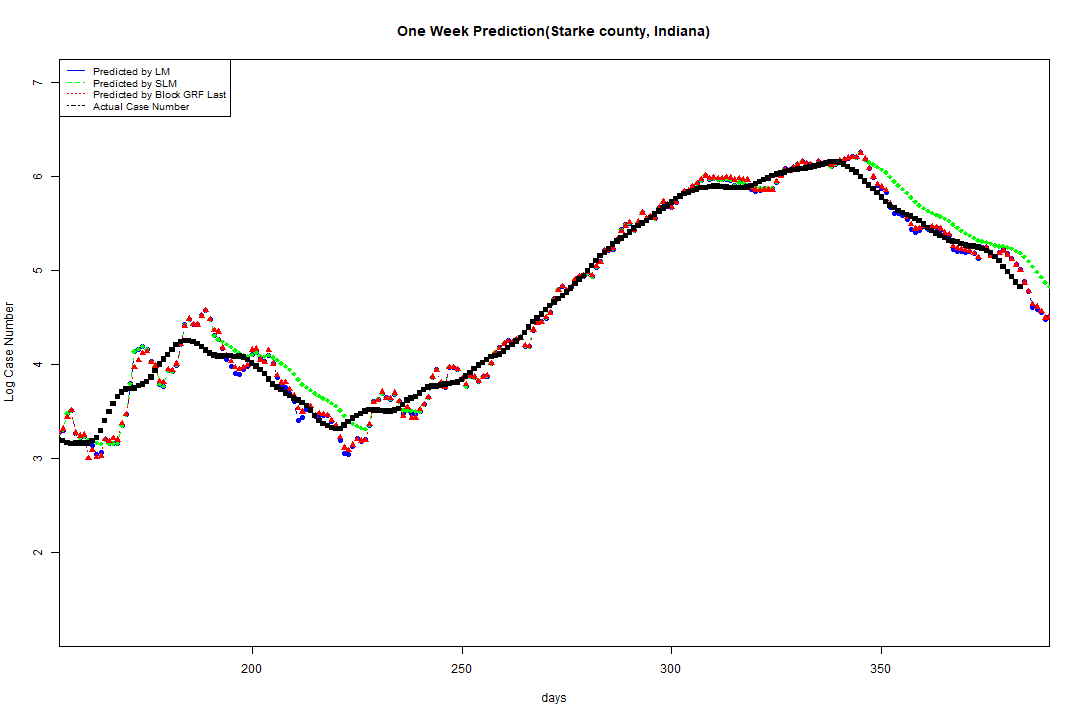 One Week Prediction(Starke county, Indiana)
Predicted by LM
Predicted by SLM
Predicted by Block GRF Last
Actual Case Number
7
6
5
4
3
2
Log Case Number
200
250
300
350
days